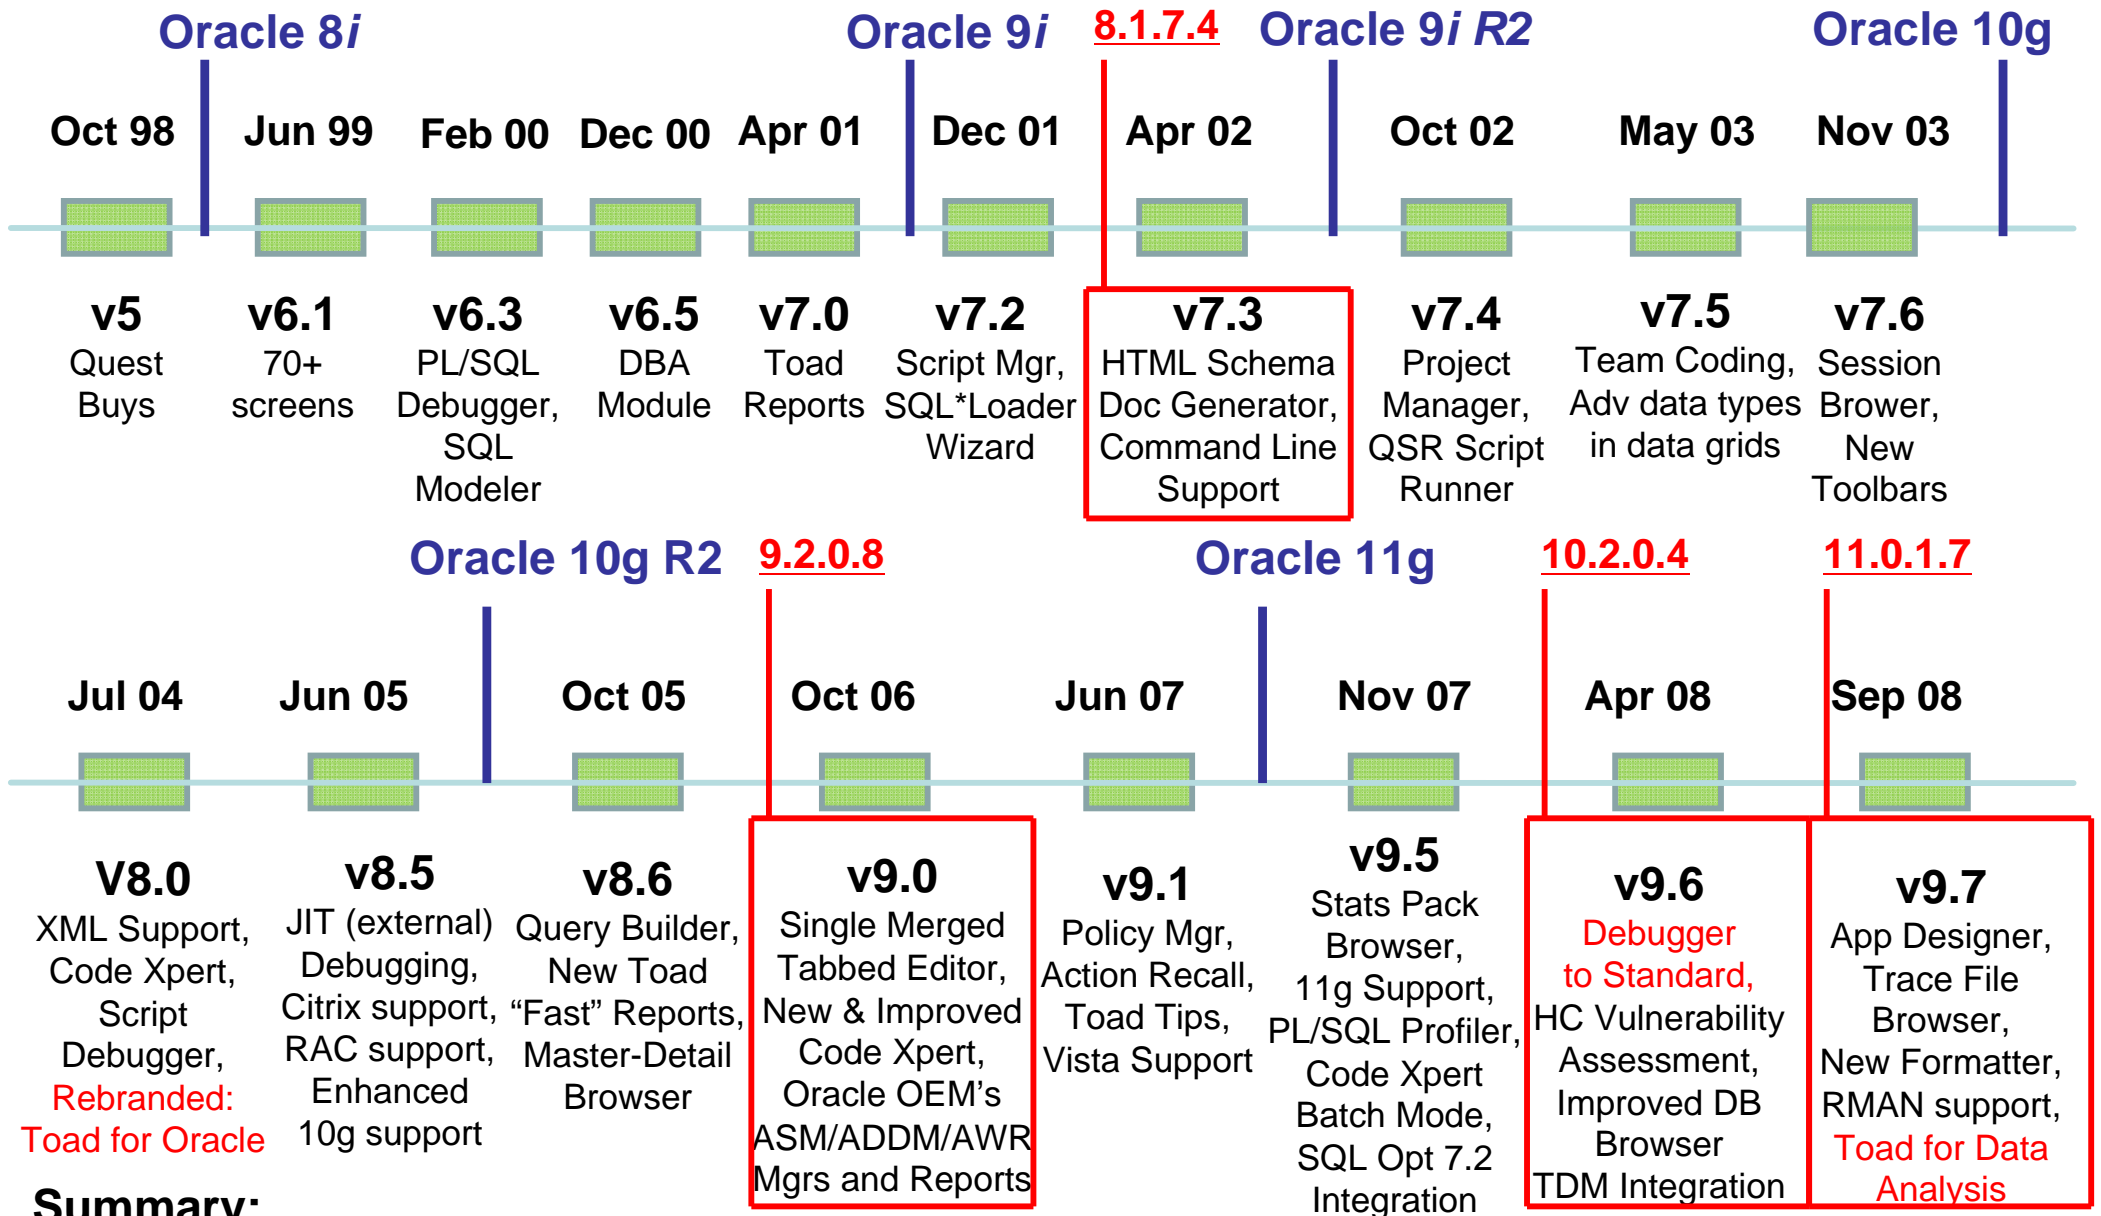 Oracle 8i
Oracle 9i
8.1.7.4
Oracle 9i R2
Oracle 10g
Oct 98
Jun 99
Feb 00
Dec 00
Apr 01
Dec 01
Apr 02
Oct 02
May 03
Nov 03
v5
Quest
Buys
v6.1
70+
screens
v6.3
PL/SQL
Debugger,
SQL
Modeler
v6.5
DBA
Module
v7.0
Toad
Reports
v7.2
Script Mgr,
SQL*Loader
Wizard
v7.3
HTML Schema
Doc Generator,
Command Line
Support
v7.4
Project
Manager,
QSR Script
Runner
v7.5
Team Coding,
Adv data types
in data grids
v7.6
Session
Brower,
New
Toolbars
Oracle 10g R2
9.2.0.8
Oracle 11g
10.2.0.4
11.0.1.7
Jul 04
Jun 05
Oct 05
Oct 06
Jun 07
Nov 07
Apr 08
Sep 08
V8.0
XML Support,
Code Xpert,
Script
Debugger,
Rebranded:
Toad for Oracle
v8.5
JIT (external)
Debugging,
Citrix support,
RAC support,
Enhanced
10g support
v8.6
Query Builder,
New Toad
“Fast” Reports,
Master-Detail
Browser
v9.0
Single Merged
Tabbed Editor,
New & Improved
Code Xpert,
Oracle OEM’s
ASM/ADDM/AWR
Mgrs and Reports
v9.1
Policy Mgr,
Action Recall,
Toad Tips,
Vista Support
v9.5
Stats Pack
Browser,
11g Support,
PL/SQL Profiler,
Code Xpert
Batch Mode,
SQL Opt 7.2
Integration
v9.6
Debugger
to Standard,
HC Vulnerability
Assessment,
Improved DB
Browser
TDM Integration
v9.7
App Designer,
Trace File
Browser,
New Formatter,
RMAN support,
Toad for Data
Analysis
Summary: